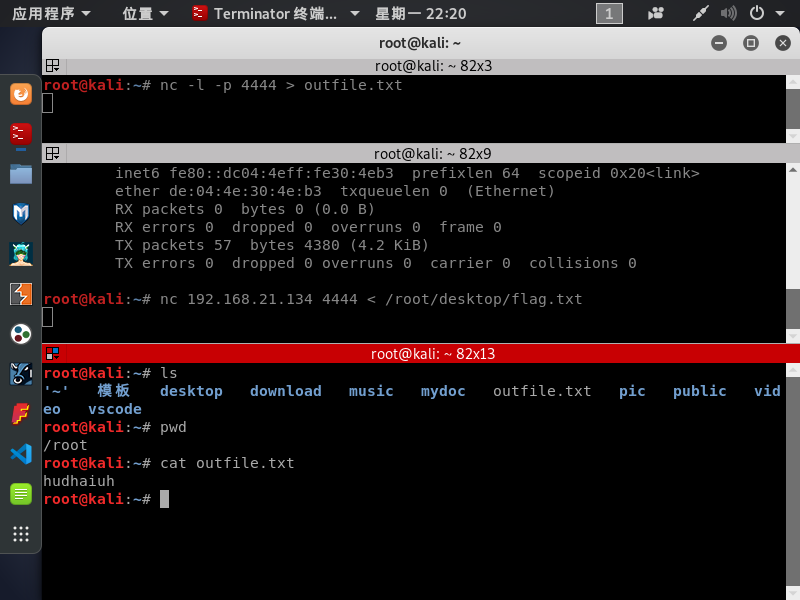 应用程序 位置 Terminator 终端... 星期一 22:20 1
root@kali: ~
root@kali: ~ 82x3
root@kali:~# nc -l -p 4444 > outfile.txt
root@kali: ~ 82x9
inet6 fe80::dc04:4eff:fe30:4eb3  prefixlen 64  scopeid 0x20<link>
ether de:04:4e:30:4e:b3  txqueuelen 0  (Ethernet)
RX packets 0  bytes 0 (0.0 B)
RX errors 0  dropped 0  overruns 0  frame 0
TX packets 57  bytes 4380 (4.2 KiB)
TX errors 0  dropped 0 overruns 0  carrier 0  collisions 0
root@kali:~# nc 192.168.21.134 4444 < /root/desktop/flag.txt
root@kali: ~ 82x13
root@kali:~# ls
'~'  模板  desktop  download  music  mydoc  outfile.txt  pic  public  vid
eo  vscode
root@kali:~# pwd
/root
root@kali:~# cat outfile.txt
hudhaiuh
root@kali:~#